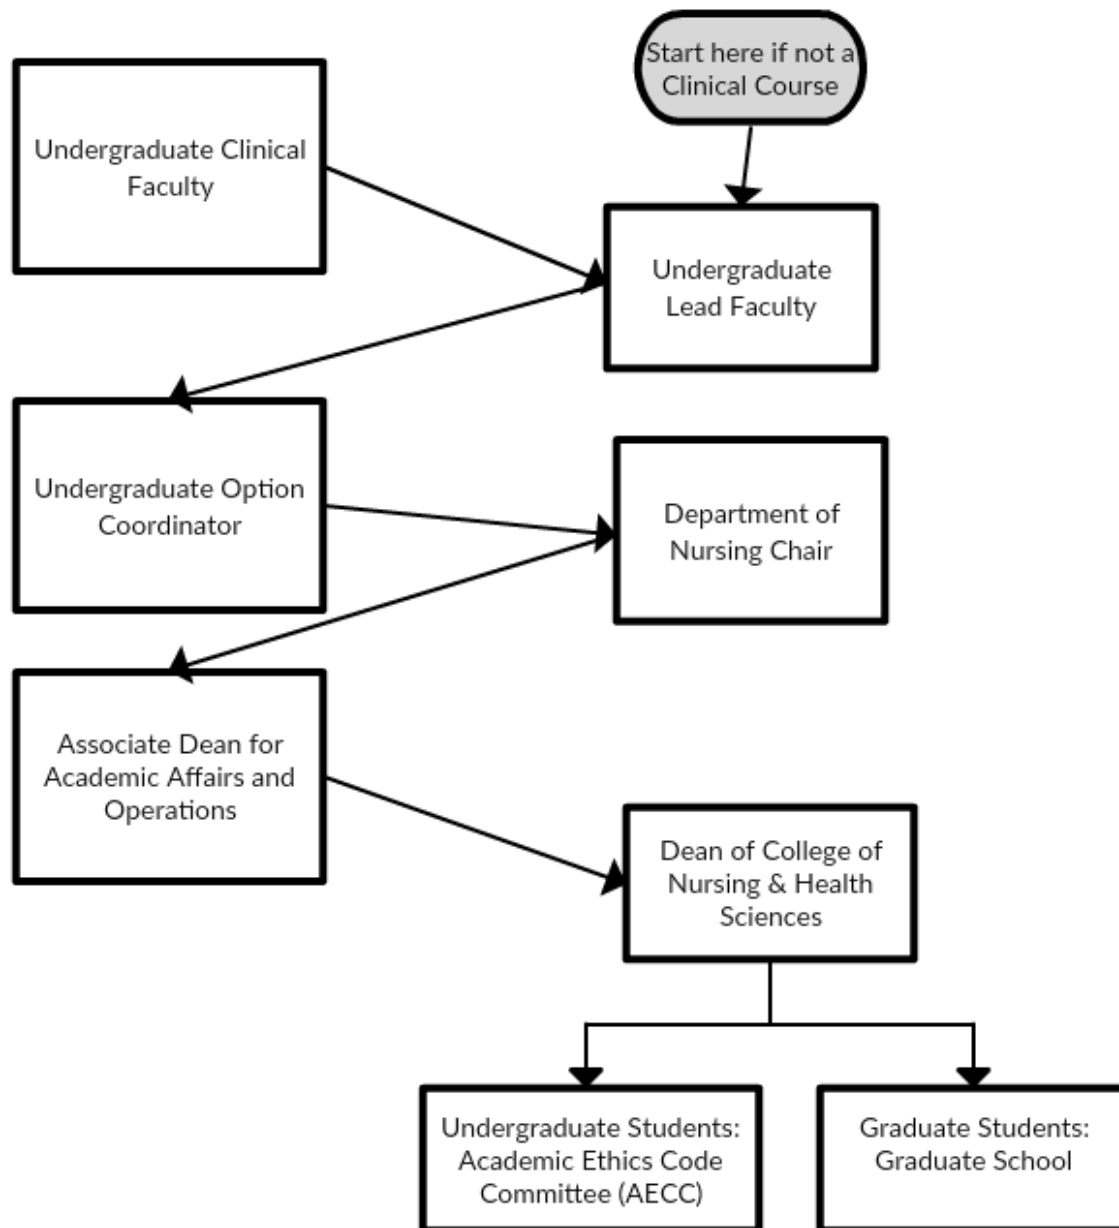 Start here if not a
Clinical Course
Undergraduate Clinical
Faculty
Undergraduate
Lead Faculty
Undergraduate Option
Coordinator
Department of
Nursing Chair
Associate Dean for
Academic Affairs and
Operations
Dean of College of
Nursing & Health
Sciences
Undergraduate Students:
Academic Ethics Code
Committee (AECC)
Graduate Students:
Graduate School